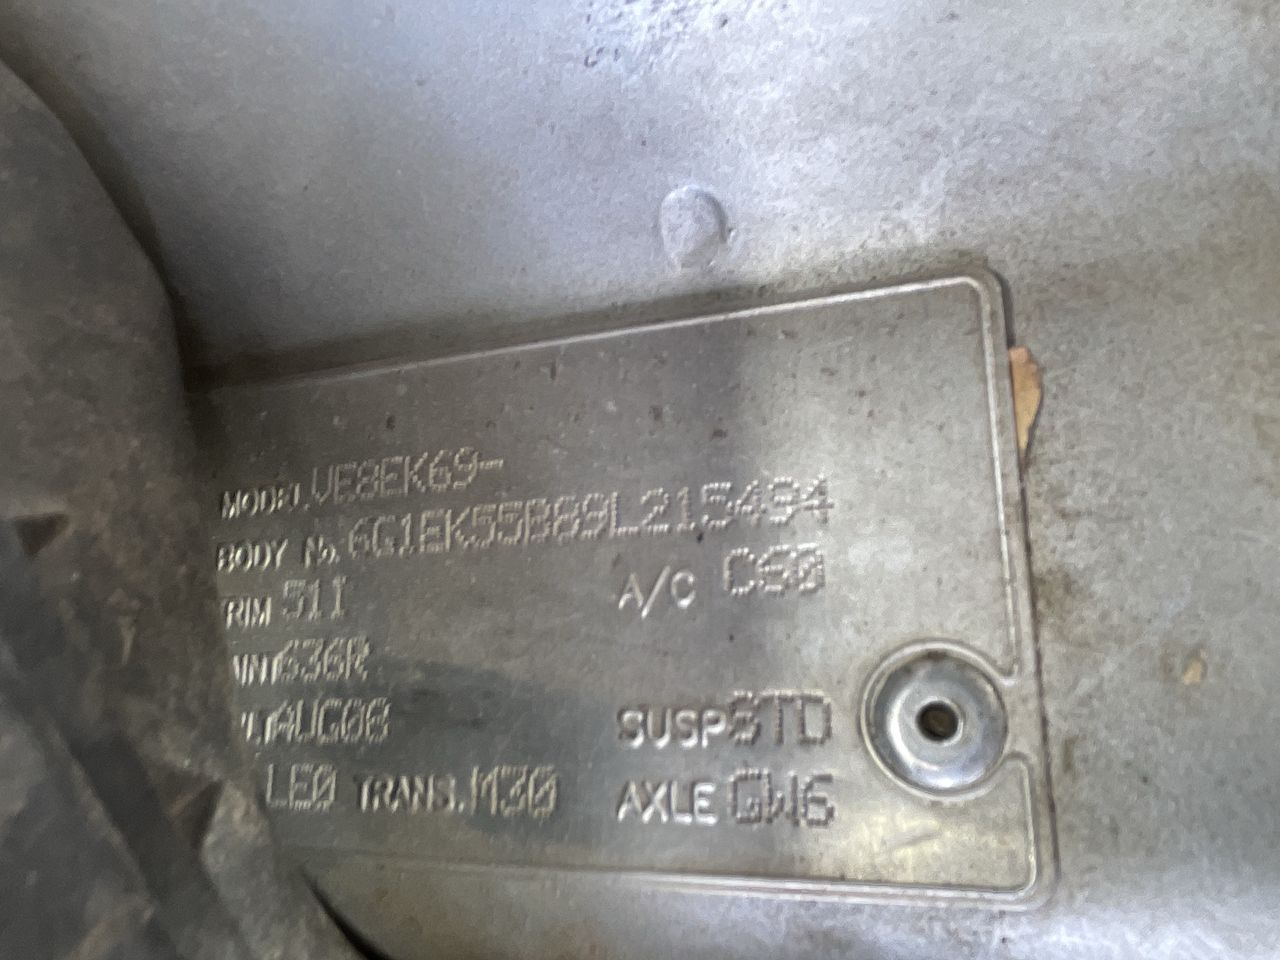 MODEL VE8EK69-
BODY No. 6G1EK55B89L215494
TRIM 51I A/C C60
636R
AUG08 SUSP STD
LE0 TRANS. M30 AXLE GW6